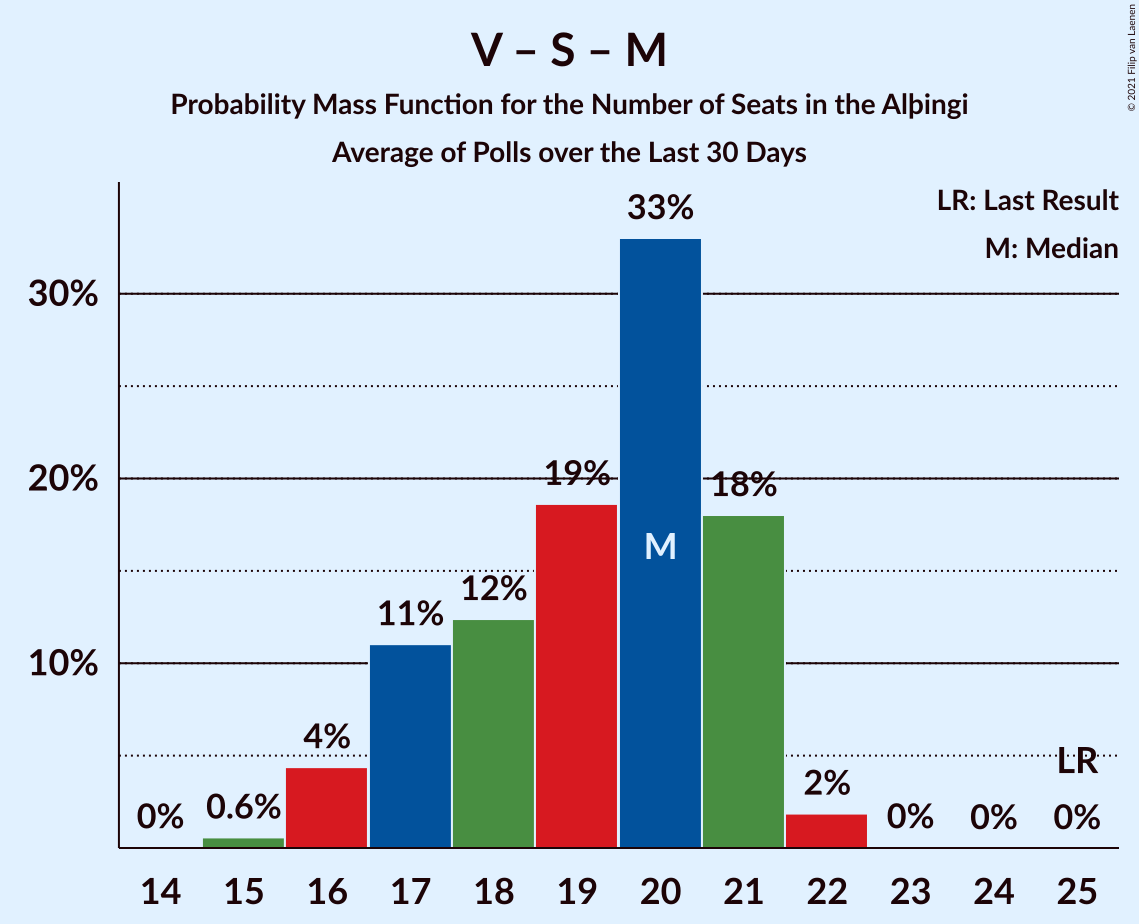 V – S – M
Probability Mass Function for the Number of Seats in the Alþingi
Average of Polls over the Last 30 Days
© 2021 Filip van Laenen
LR: Last Result
M: Median
30%
20%
10%
0%
0.6%
4%
11%
12%
19%
33%
M
18%
2%
0%
0%
LR
0%
14 15 16 17 18 19 20 21 22 23 24 25